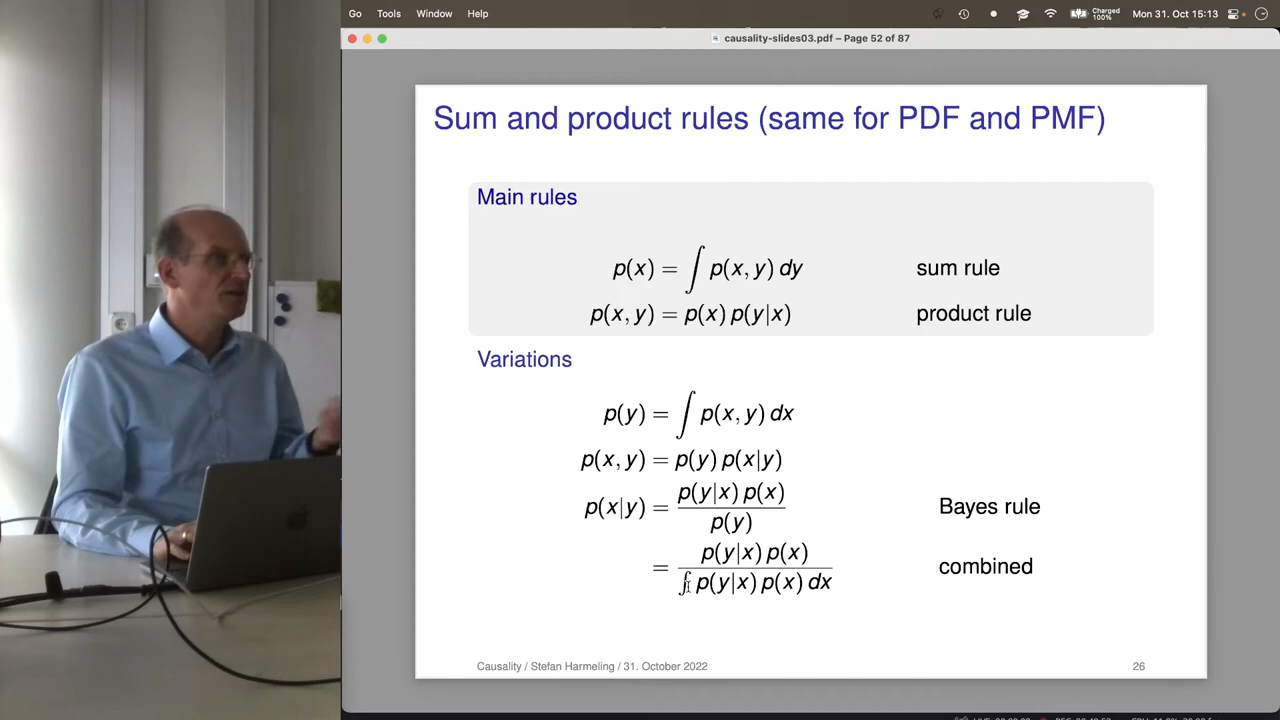 Go Tools Window Help Charged 100% Mon 31. Oct 15:13
causality-slides03.pdf – Page 52 of 87
Sum and product rules (same for PDF and PMF)
Main rules
p(x) = ∫ p(x, y) dy sum rule
p(x, y) = p(x) p(y|x) product rule
Variations
p(y) = ∫ p(x, y) dx
p(x, y) = p(y) p(x|y)
p(x|y) = p(y|x) p(x) / p(y) Bayes rule
= p(y|x) p(x) / ∫ p(y|x) p(x) dx combined
Causality / Stefan Harmeling / 31. October 2022 26